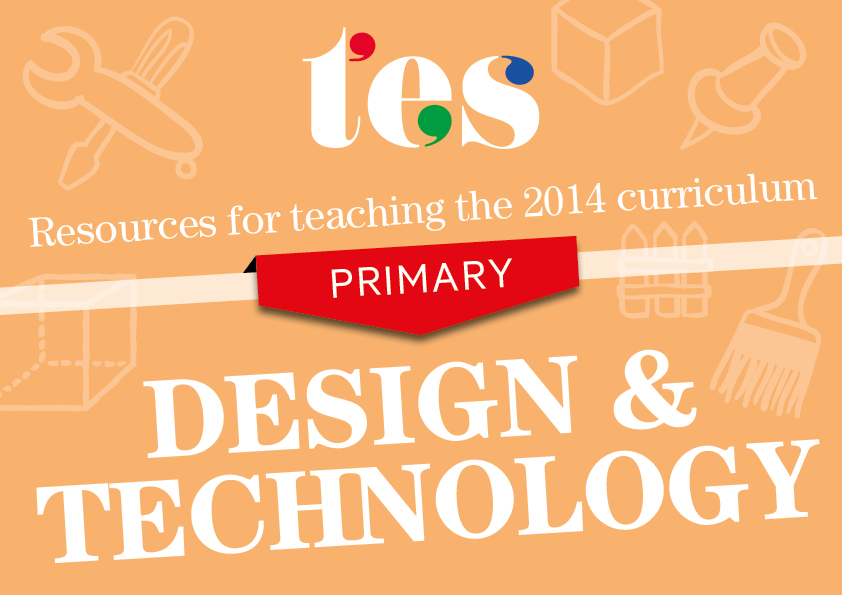 tes
Resources for teaching the 2014 curriculum
PRIMARY
DESIGN &
TECHNOLOGY